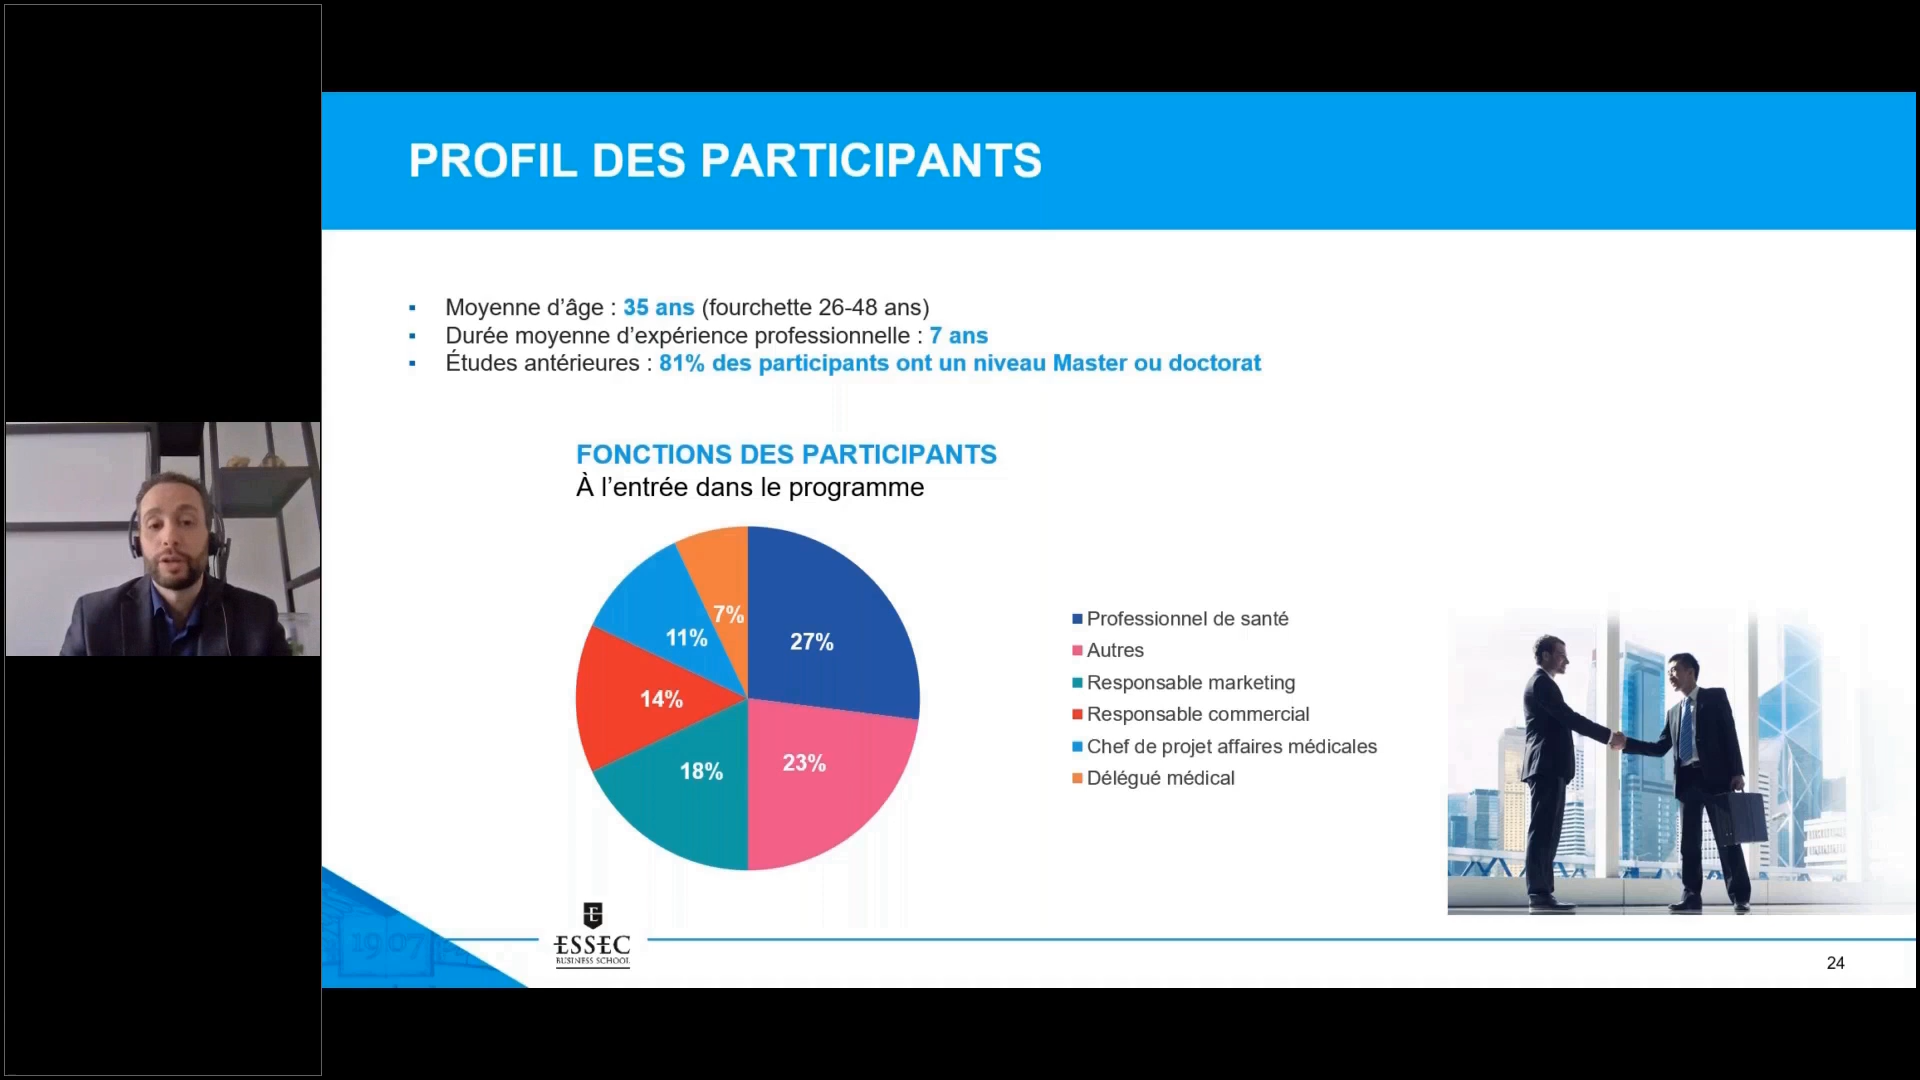 PROFIL DES PARTICIPANTS
▪ Moyenne d’âge : 35 ans (fourchette 26-48 ans)
▪ Durée moyenne d’expérience professionnelle : 7 ans
▪ Études antérieures : 81% des participants ont un niveau Master ou doctorat
FONCTIONS DES PARTICIPANTS
À l’entrée dans le programme
7%
27%
11%
14%
23%
18%
Professionnel de santé
Autres
Responsable marketing
Responsable commercial
Chef de projet affaires médicales
Délégué médical
1907
ESSEC
BUSINESS SCHOOL
24